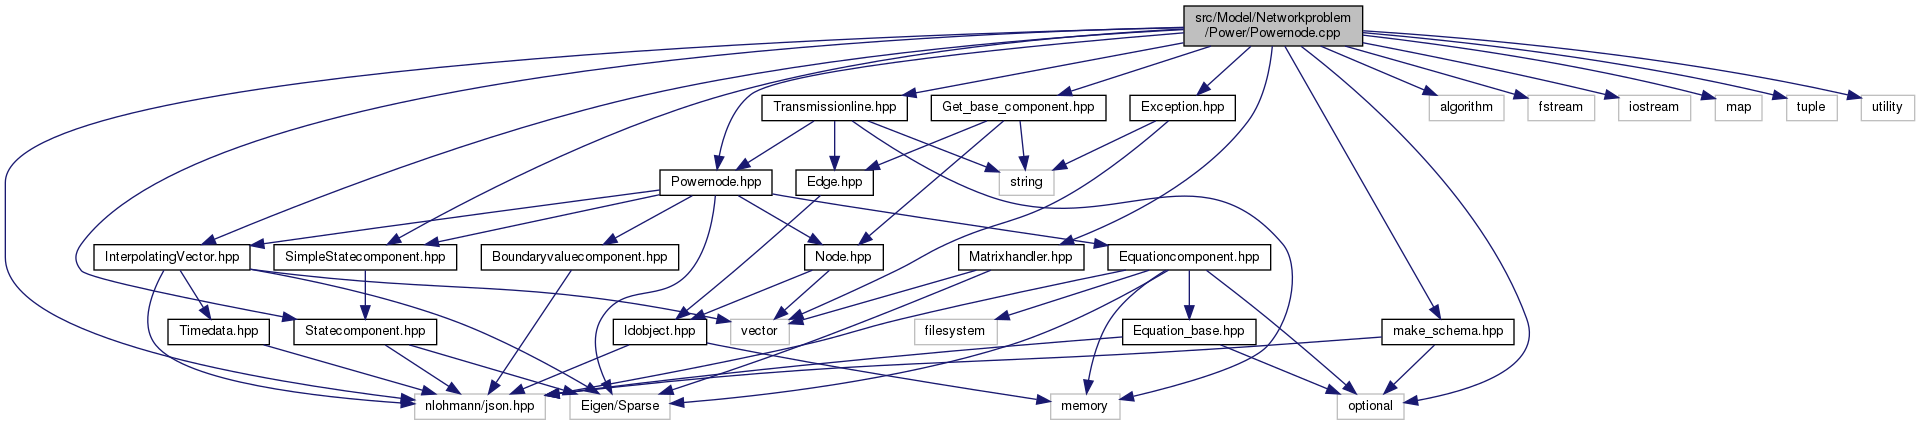 src/Model/Networkproblem
/Power/Powernode.cpp
Transmissionline.hpp
Get_base_component.hpp
Exception.hpp
algorithm
fstream
iostream
map
tuple
utility
Powernode.hpp
Edge.hpp
string
InterpolatingVector.hpp
SimpleStatecomponent.hpp
Boundaryvaluecomponent.hpp
Node.hpp
Matrixhandler.hpp
Equationcomponent.hpp
Timedata.hpp
Statecomponent.hpp
Idobject.hpp
vector
filesystem
Equation_base.hpp
make_schema.hpp
nlohmann/json.hpp
Eigen/Sparse
memory
optional